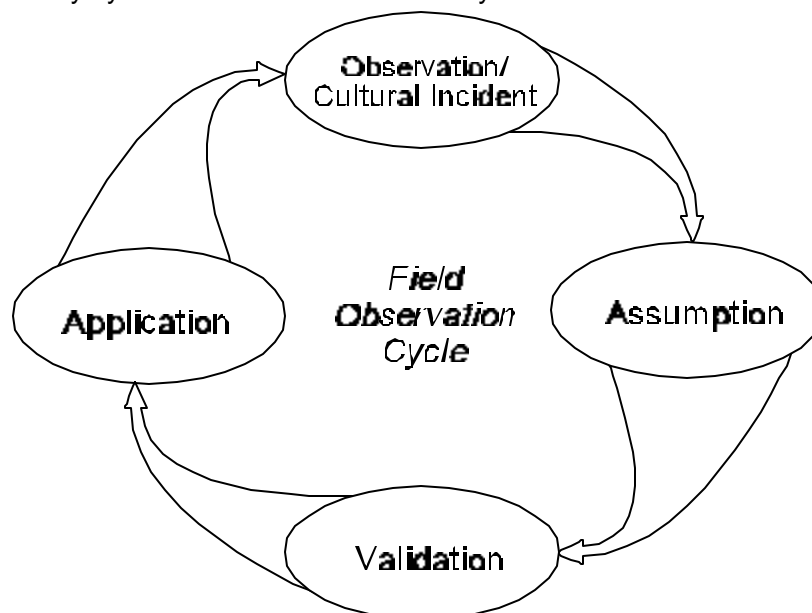 Observation/
Cultural Incident
Assumption
Validation
Application
Field
Observation
Cycle